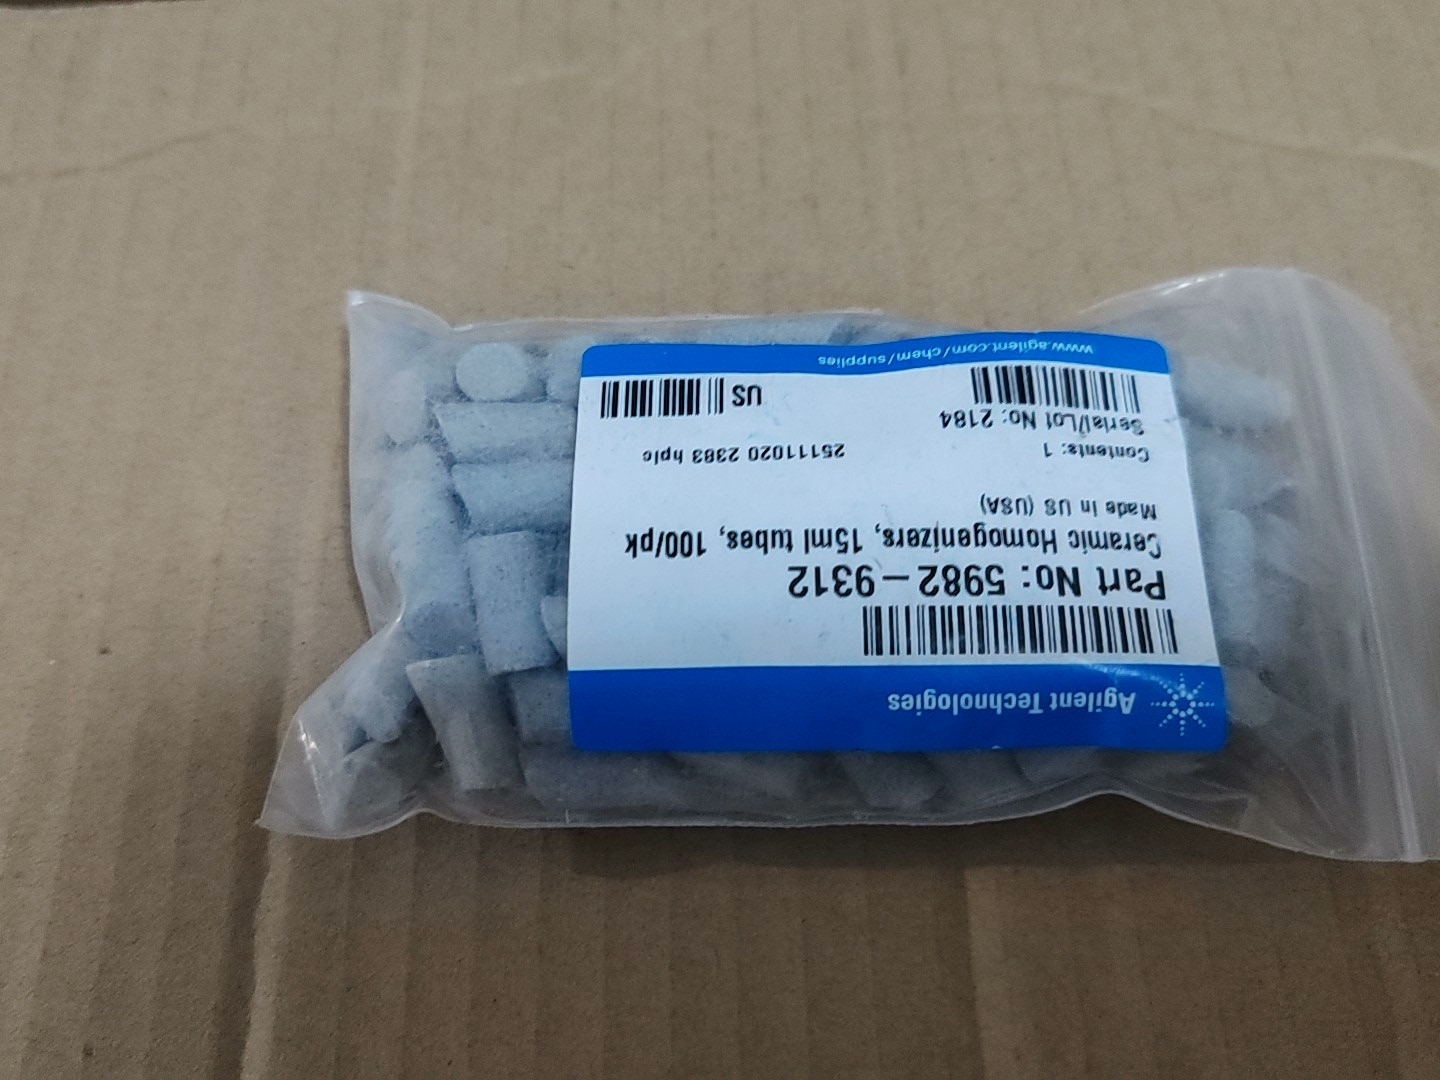 Agilent Technologies
Part No: 5982-9312
Ceramic Homogenizers, 15ml tubes, 100/pk
Made in US (USA)
Contents: 1
25111020 2383 hplc
Serial/Lot No: 2184
US
www.agilent.com/chem/supplies